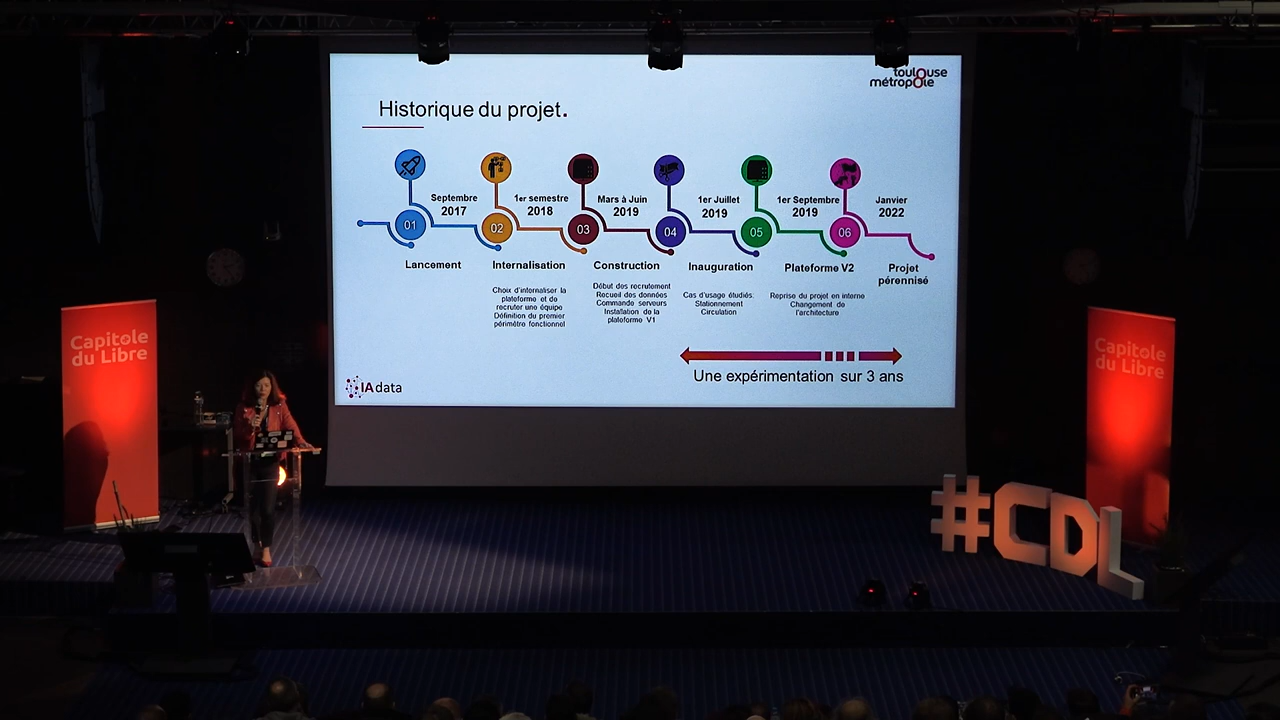 toulouse
métropole
Historique du projet.
Septembre
2017
1er semestre
2018
Mars à Juin
2019
1er Juillet
2019
1er Septembre
2019
Janvier
2022
01
02
03
04
05
06
Lancement
Internalisation
Construction
Inauguration
Plateforme V2
Projet
pérennisé
Choix d'internaliser la
plateforme et de
recruter une équipe
Définition du premier
périmètre fonctionnel
Début des recrutement
Recueil des données
Commande serveurs
Installation de la
plateforme V1
Cas d'usage étudiés:
Stationnement
Circulation
Reprise du projet en interne
Changement de
l'architecture
Une expérimentation sur 3 ans
IA data
Capitole
du Libre
Capitole
du Libre
#CDL